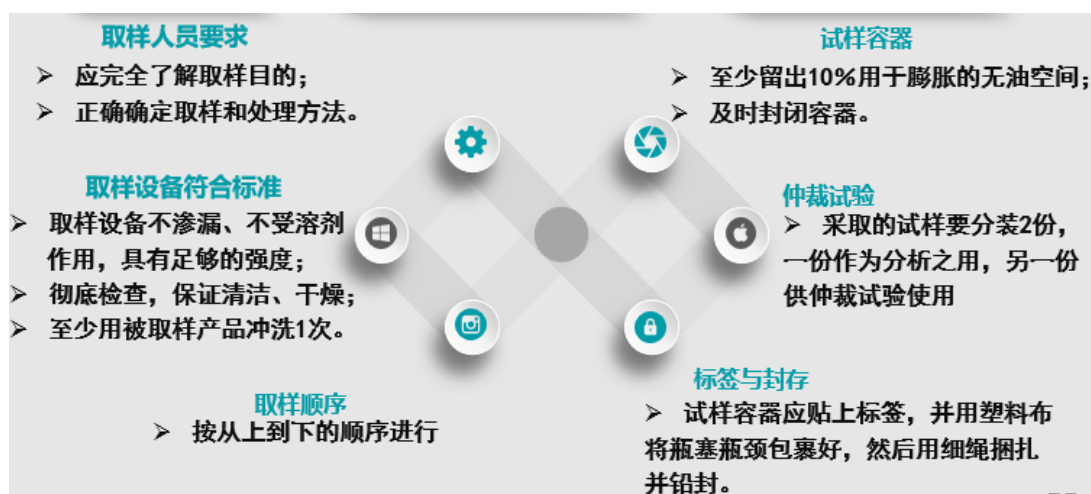 取样人员要求
➢ 应完全了解取样目的；
➢ 正确确定取样和处理方法。
取样设备符合标准
➢ 取样设备不渗漏、不受溶剂
作用，具有足够的强度；
➢ 彻底检查，保证清洁、干燥；
➢ 至少用被取样产品冲洗1次。
取样顺序
➢ 按从上到下的顺序进行
试样容器
➢ 至少留出10%用于膨胀的无油空间；
➢ 及时封闭容器。
仲裁试验
➢ 采取的试样要分装2份，
一份作为分析之用，另一份
供仲裁试验使用
标签与封存
➢ 试样容器应贴上标签，并用塑料布
将瓶塞瓶颈包裹好，然后用细绳捆扎
并铅封。